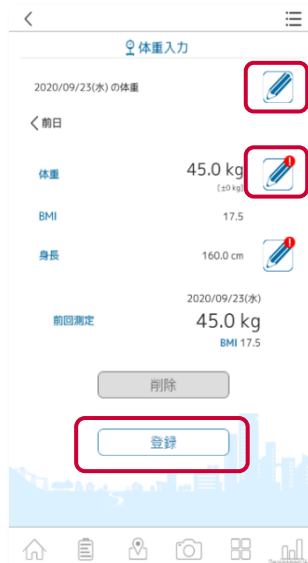 体重入力
2020/09/23(水) の体重
前日
体重 45.0 kg
(±0 kg)
BMI 17.5
身長 160.0 cm
2020/09/23(水)
前回測定 45.0 kg
BMI 17.5
削除
登録